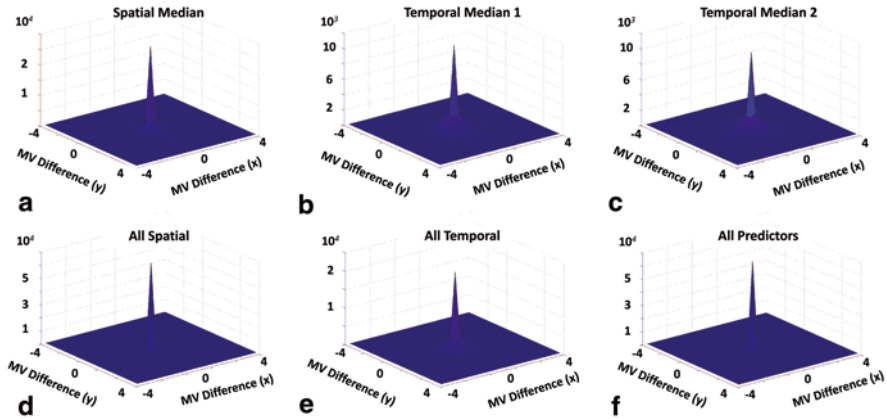 Spatial Median
10⁴
2
1
-4
0
4
-4
0
4
MV Difference (y)
MV Difference (x)
a
Temporal Median 1
10³
10
6
2
-4
0
4
-4
0
4
MV Difference (y)
MV Difference (x)
b
Temporal Median 2
10³
10
6
2
-4
0
4
-4
0
4
MV Difference (y)
MV Difference (x)
c
All Spatial
10⁴
5
3
1
-4
0
4
-4
0
4
MV Difference (y)
MV Difference (x)
d
All Temporal
10⁴
2
1
-4
0
4
-4
0
4
MV Difference (y)
MV Difference (x)
e
All Predictors
10⁴
5
3
1
-4
0
4
-4
0
4
MV Difference (y)
MV Difference (x)
f